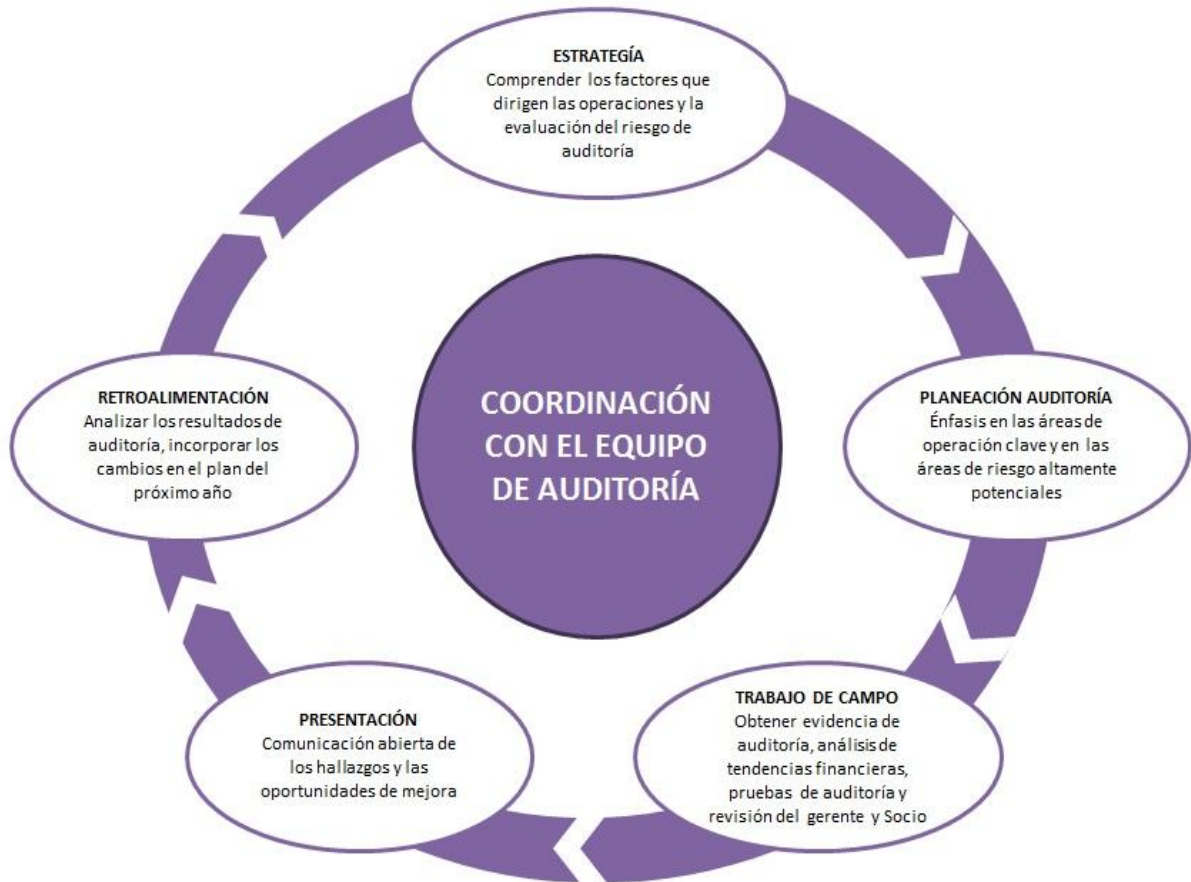 ESTRATEGÍA
Comprender los factores que
dirigen las operaciones y la
evaluación del riesgo de
auditoría
PLANEACIÓN AUDITORÍA
Énfasis en las áreas de
operación clave y en las
áreas de riesgo altamente
potenciales
TRABAJO DE CAMPO
Obtener evidencia de
auditoría, análisis de
tendencias financieras,
pruebas de auditoría y
revisión del gerente y Socio
PRESENTACIÓN
Comunicación abierta de
los hallazgos y las
oportunidades de mejora
RETROALIMENTACIÓN
Analizar los resultados de
auditoría, incorporar los
cambios en el plan del
próximo año
COORDINACIÓN
CON EL EQUIPO
DE AUDITORÍA